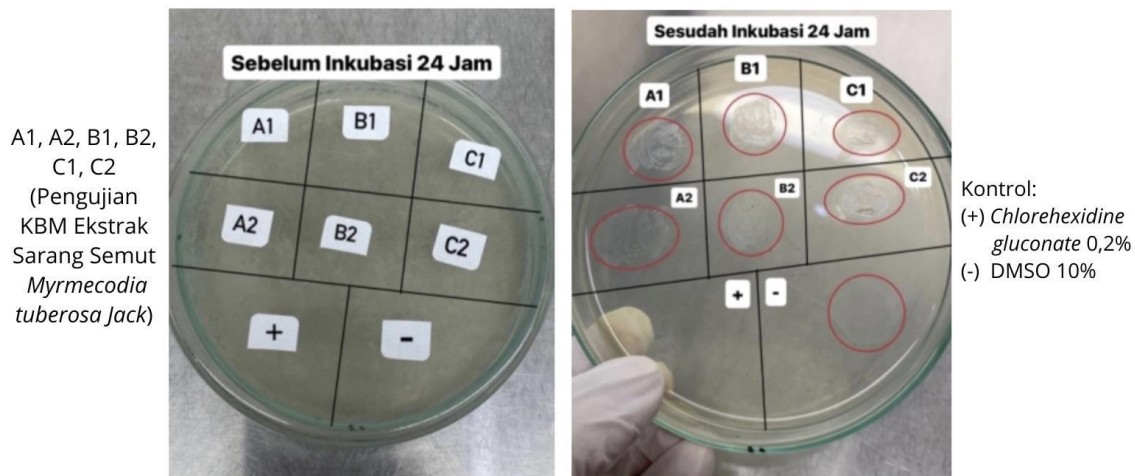 A1, A2, B1, B2,
C1, C2
(Pengujian
KBM Ekstrak
Sarang Semut
Myrmecodia
tuberosa Jack)
Sebelum Inkubasi 24 Jam
A1
B1
C1
A2
B2
C2
+
-
Sesudah Inkubasi 24 Jam
A1
B1
C1
A2
B2
C2
+
-
Kontrol:
(+) Chlorehexidine
gluconate 0,2%
(-) DMSO 10%